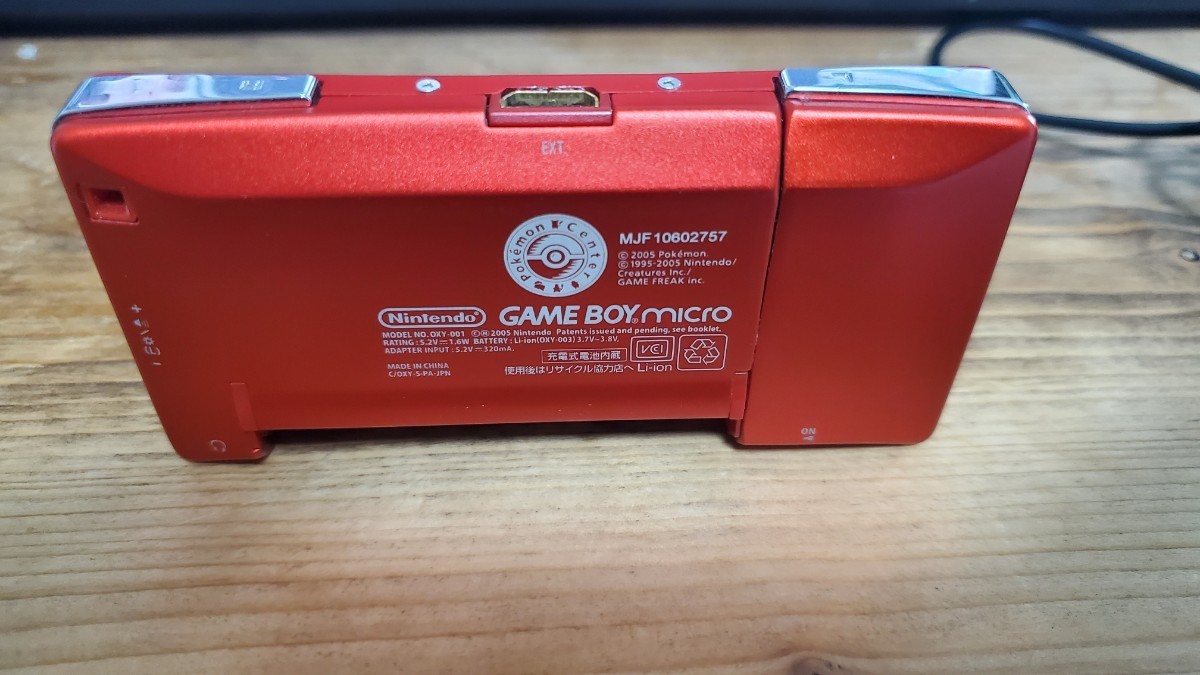 EXT.
Pokémon Center
MJF10602757
© 2005 Pokémon.
© 1995-2005 Nintendo/
Creatures Inc./
GAME FREAK inc.
Nintendo® GAME BOY® micro
MODEL NO. OXY-001 ©Ⓜ2005 Nintendo Patents issued and pending, see booklet.
RATING : 5.2V⎓1.6W BATTERY : Li-ion(OXY-003) 3.7V⎓3.8V,
ADAPTER INPUT : 5.2V⎓320mA.
MADE IN CHINA
C/OXY-S-PA-JPN
充電式電池内蔵
VCI
使用後はリサイクル協力店へ Li-ion
ON